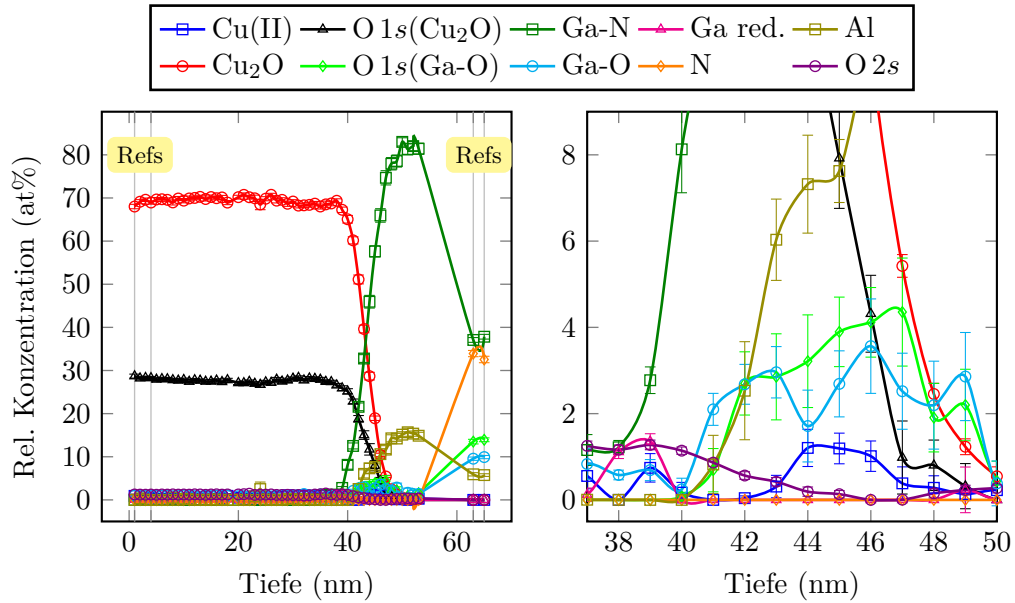 Cu(II) O 1s(Cu₂O) Ga-N Ga red. Al
Cu₂O O 1s(Ga-O) Ga-O N O 2s
Rel. Konzentration (at%)
80
70
60
50
40
30
20
10
0
Refs Refs
0 20 40 60
Tiefe (nm)
8
6
4
2
0
38 40 42 44 46 48 50
Tiefe (nm)